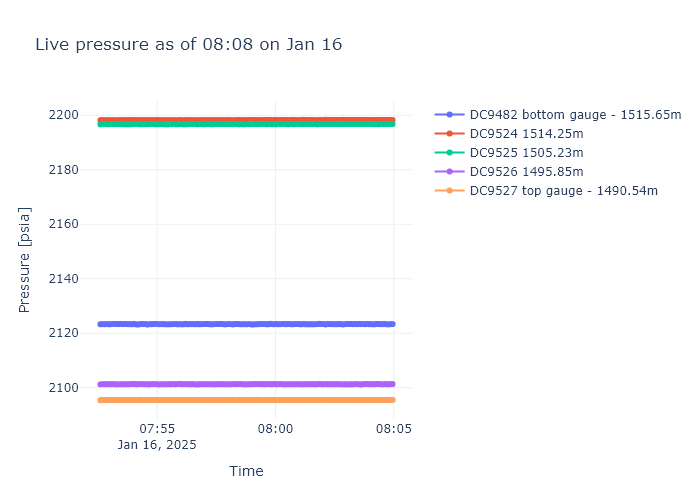 Live pressure as of 08:08 on Jan 16
DC9482 bottom gauge - 1515.65m
DC9524 1514.25m
DC9525 1505.23m
DC9526 1495.85m
DC9527 top gauge - 1490.54m
Pressure [psia]
2200
2180
2160
2140
2120
2100
07:55
08:00
08:05
Jan 16, 2025
Time